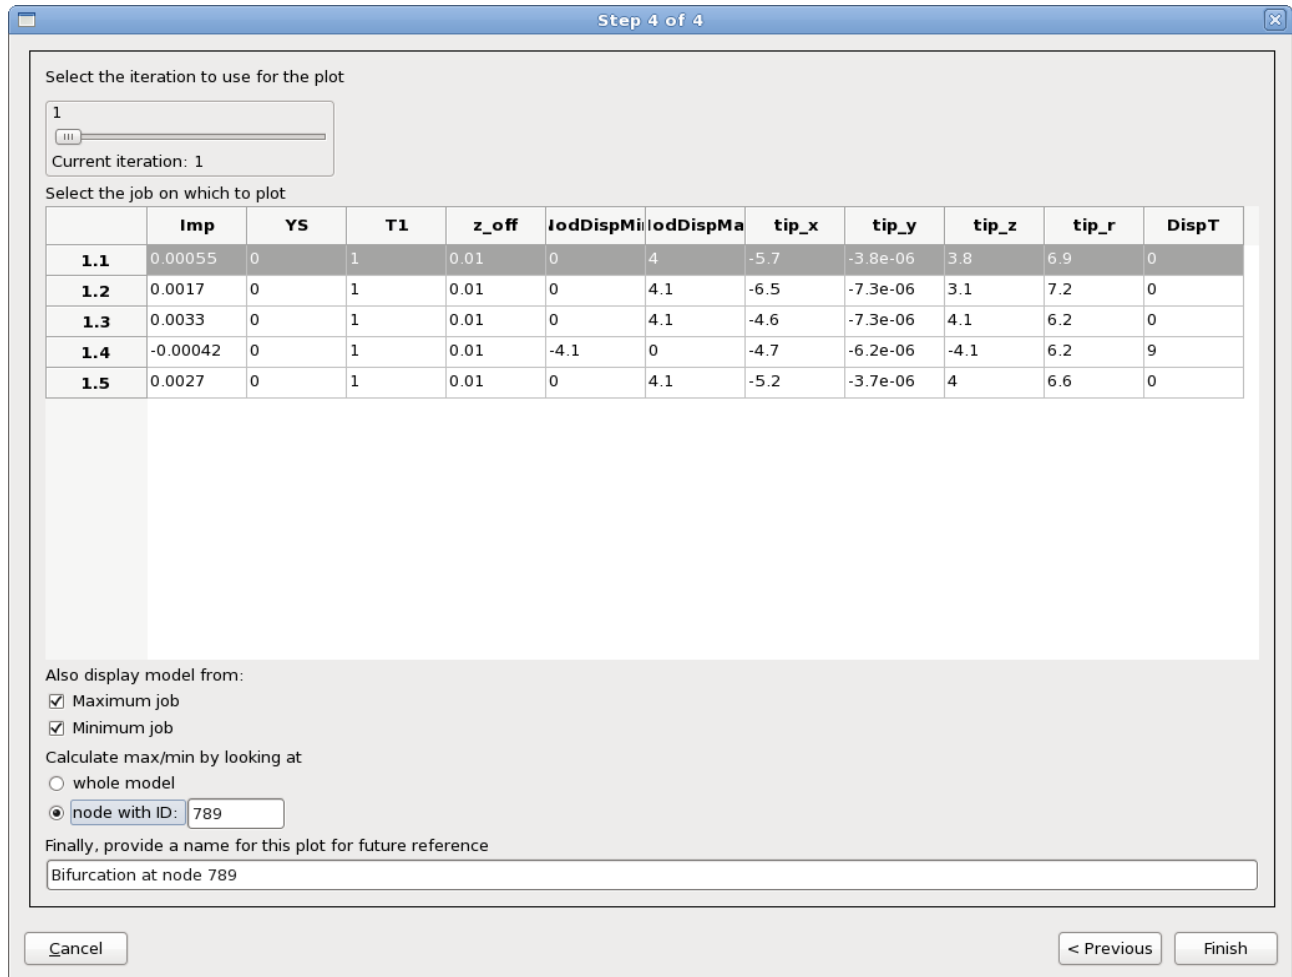 Step 4 of 4
Select the iteration to use for the plot
1
Current iteration: 1
Select the job on which to plot
Imp YS T1 z_off NodDispMin NodDispMa tip_x tip_y tip_z tip_r DispT
1.1 0.00055 0 1 0.01 0 4 -5.7 -3.8e-06 3.8 6.9 0
1.2 0.0017 0 1 0.01 0 4.1 -6.5 -7.3e-06 3.1 7.2 0
1.3 0.0033 0 1 0.01 0 4.1 -4.6 -7.3e-06 4.1 6.2 0
1.4 -0.00042 0 1 0.01 -4.1 0 -4.7 -6.2e-06 -4.1 6.2 9
1.5 0.0027 0 1 0.01 0 4.1 -5.2 -3.7e-06 4 6.6 0
Also display model from:
Maximum job
Minimum job
Calculate max/min by looking at
whole model
node with ID: 789
Finally, provide a name for this plot for future reference
Bifurcation at node 789
Cancel < Previous Finish